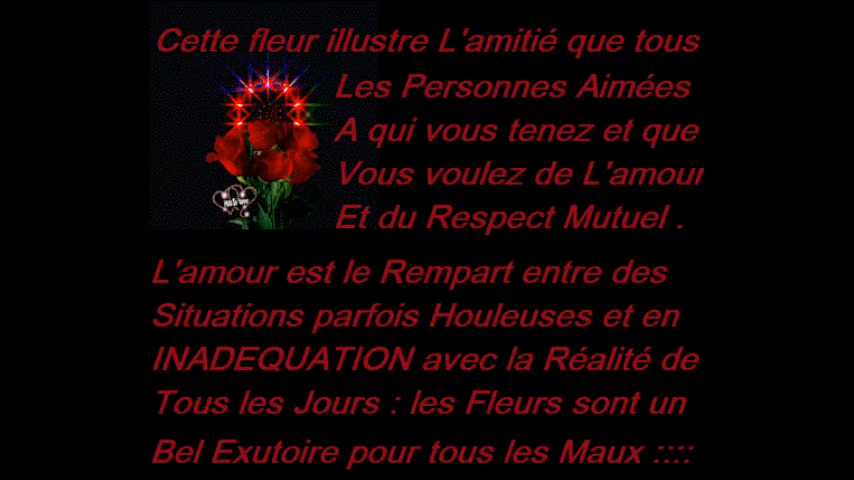 Cette fleur illustre L'amitié que tous
Les Personnes Aimées
A qui vous tenez et que
Vous voulez de L'amour
Et du Respect Mutuel .
L'amour est le Rempart entre des
Situations parfois Houleuses et en
INADEQUATION avec la Réalité de
Tous les Jours : les Fleurs sont un
Bel Exutoire pour tous les Maux ::::